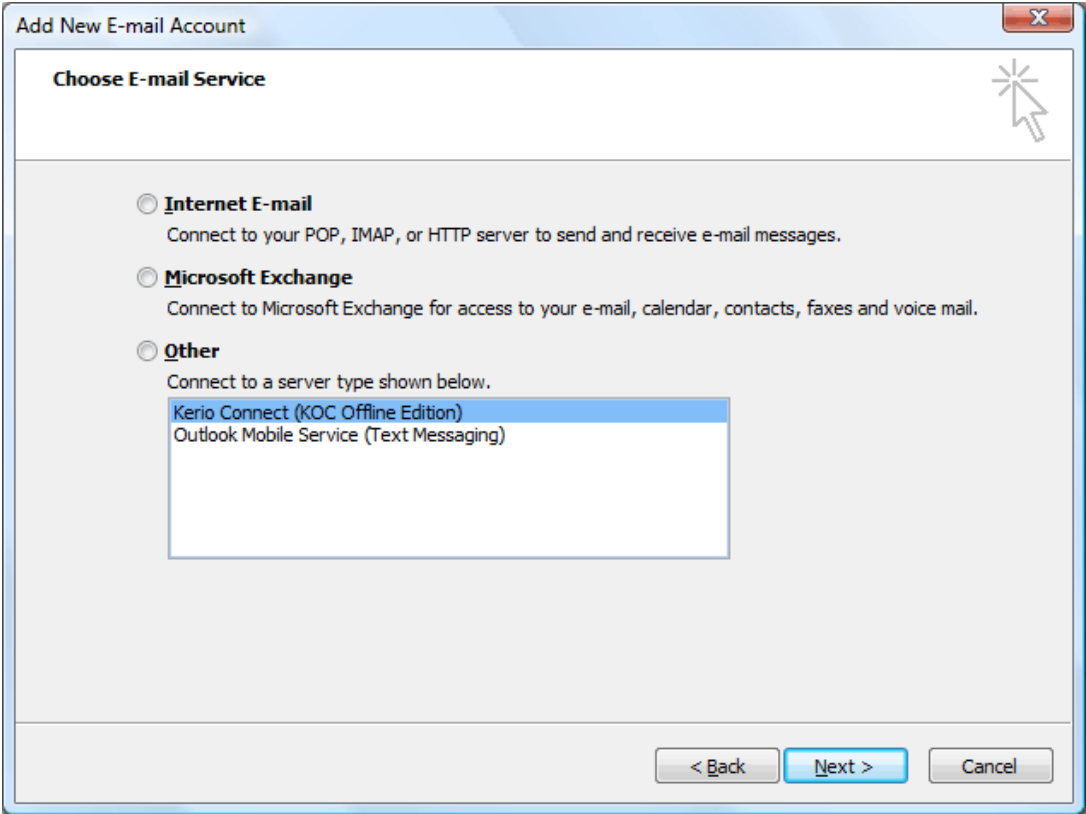 Add New E-mail Account
Choose E-mail Service
Internet E-mail
Connect to your POP, IMAP, or HTTP server to send and receive e-mail messages.
Microsoft Exchange
Connect to Microsoft Exchange for access to your e-mail, calendar, contacts, faxes and voice mail.
Other
Connect to a server type shown below.
Kerio Connect (KOC Offline Edition)
Outlook Mobile Service (Text Messaging)
< Back Next > Cancel